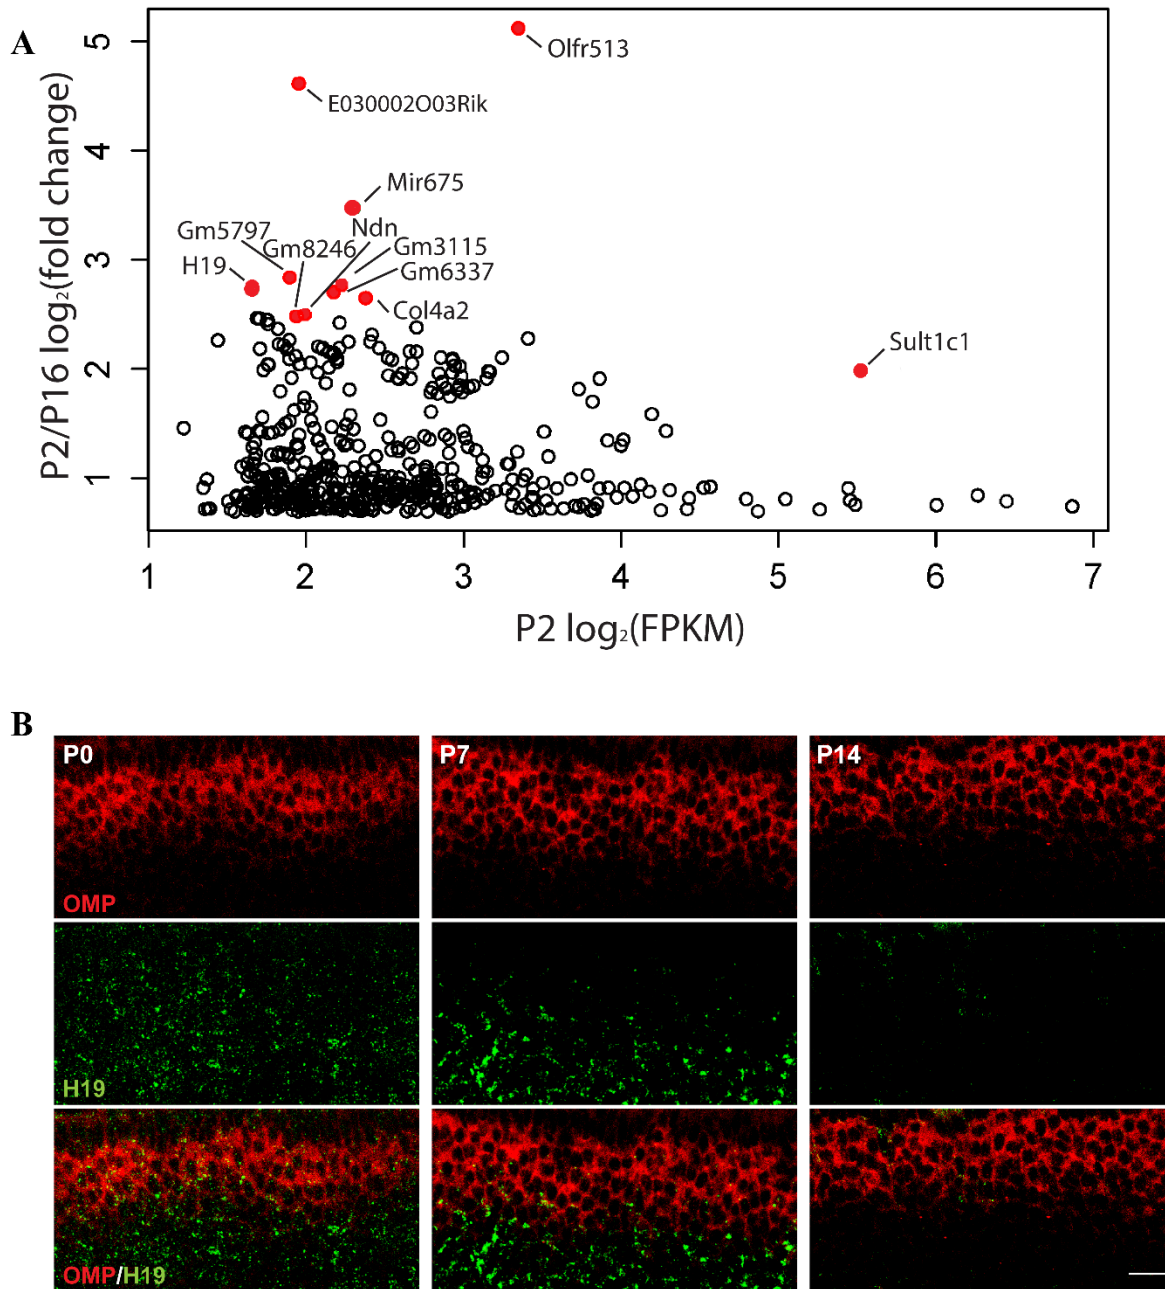 A
5
4
3
2
1
P2/P16 log₂(fold change)
Olfr513
E030002O03Rik
Mir675
Ndn
Gm5797
Gm8246
Gm3115
H19
Gm6337
Col4a2
Sult1c1
1 2 3 4 5 6 7
P2 log₂(FPKM)
B
P0 P7 P14
OMP
H19
OMP/H19